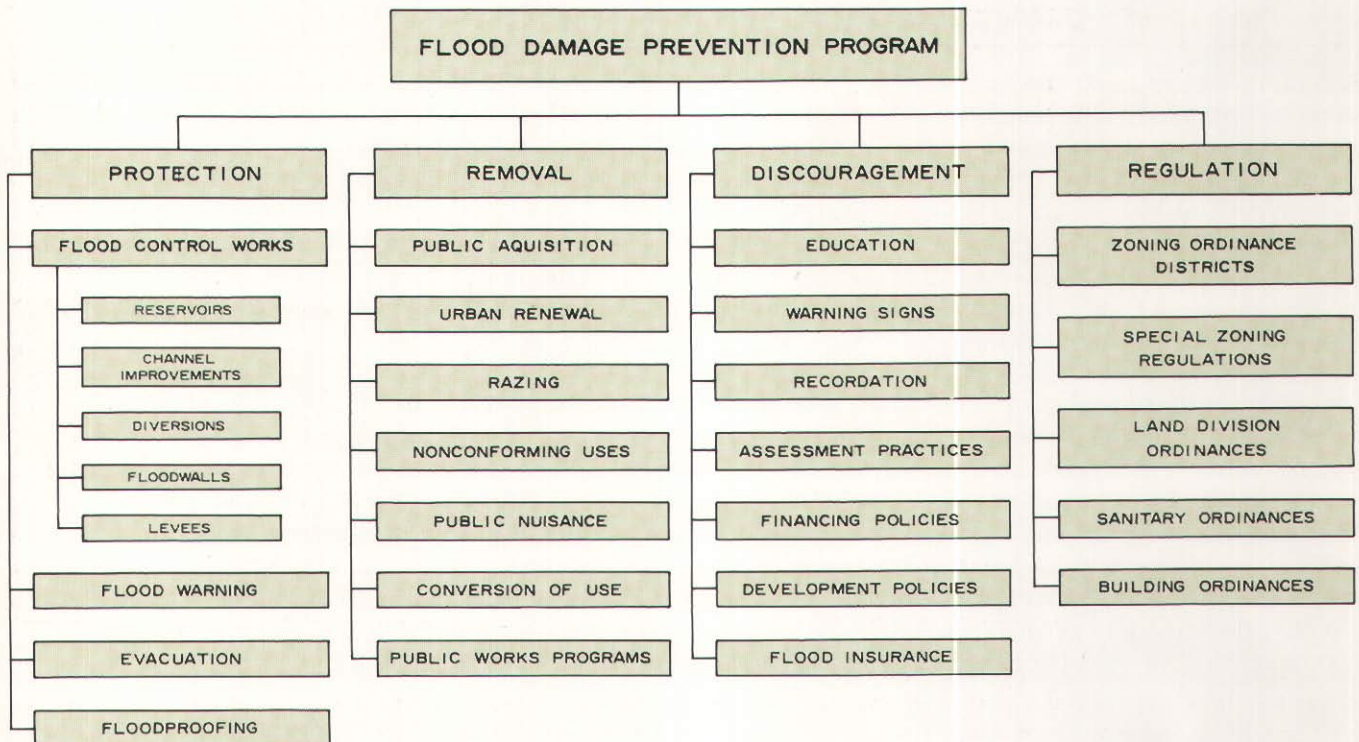 FLOOD DAMAGE PREVENTION PROGRAM
PROTECTION
FLOOD CONTROL WORKS
RESERVOIRS
CHANNEL
IMPROVEMENTS
DIVERSIONS
FLOODWALLS
LEVEES
FLOOD WARNING
EVACUATION
FLOODPROOFING
REMOVAL
PUBLIC AQUISITION
URBAN RENEWAL
RAZING
NONCONFORMING USES
PUBLIC NUISANCE
CONVERSION OF USE
PUBLIC WORKS PROGRAMS
DISCOURAGEMENT
EDUCATION
WARNING SIGNS
RECORDATION
ASSESSMENT PRACTICES
FINANCING POLICIES
DEVELOPMENT POLICIES
FLOOD INSURANCE
REGULATION
ZONING ORDINANCE
DISTRICTS
SPECIAL ZONING
REGULATIONS
LAND DIVISION
ORDINANCES
SANITARY ORDINANCES
BUILDING ORDINANCES